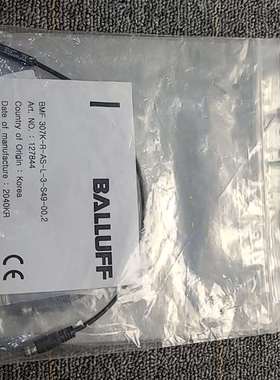 BMF 307K-R-AS-L-3-S49-00,2
Art. NO. : 127844
Country of Origin : Korea
Date of manufacture : 2040KR
BALLUFF
CE